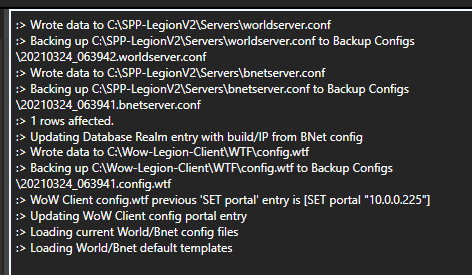 :> Wrote data to C:\SPP-LegionV2\Servers\worldserver.conf
:> Backing up C:\SPP-LegionV2\Servers\worldserver.conf to Backup Configs
\20210324_063942.worldserver.conf
:> Wrote data to C:\SPP-LegionV2\Servers\bnetserver.conf
:> Backing up C:\SPP-LegionV2\Servers\bnetserver.conf to Backup Configs
\20210324_063941.bnetserver.conf
:> 1 rows affected.
:> Updating Database Realm entry with build/IP from BNet config
:> Wrote data to C:\Wow-Legion-Client\WTF\config.wtf
:> Backing up C:\Wow-Legion-Client\WTF\config.wtf to Backup Configs
\20210324_063941.config.wtf
:> WoW Client config.wtf previous 'SET portal' entry is [SET portal "10.0.0.225"]
:> Updating WoW Client config portal entry
:> Loading current World/Bnet config files
:> Loading World/Bnet default templates